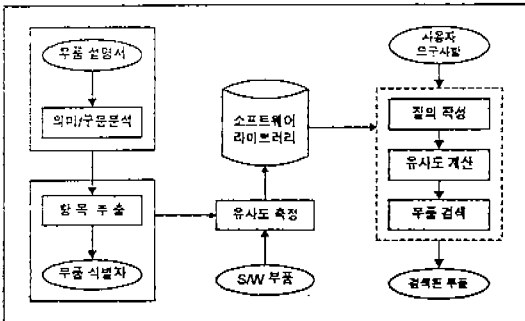 부품 설명서
의미/구문분석
항목 추출
부품 식별자
소프트웨어
라이브러리
유사도 측정
S/W 부품
사용자
요구사항
질의 작성
유사도 계산
부품 검색
검색된 부품